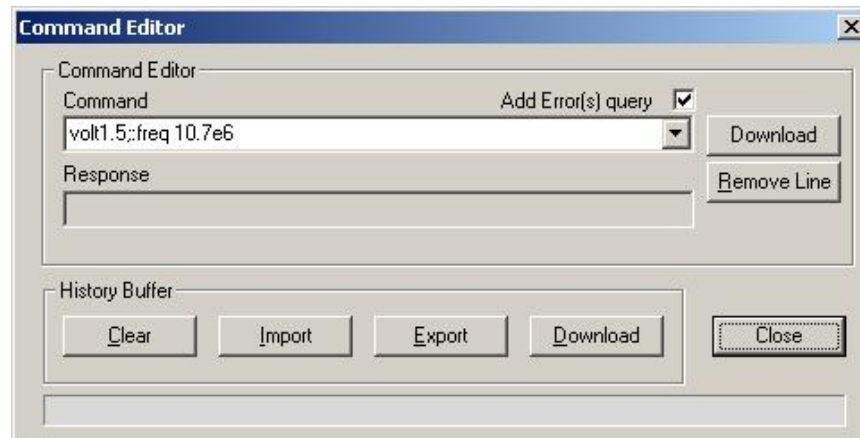 Command Editor
Command Editor
Command Add Error(s) query
volt1.5;:freq 10.7e6
Download
Response
Remove Line
History Buffer
Clear Import Export Download Close